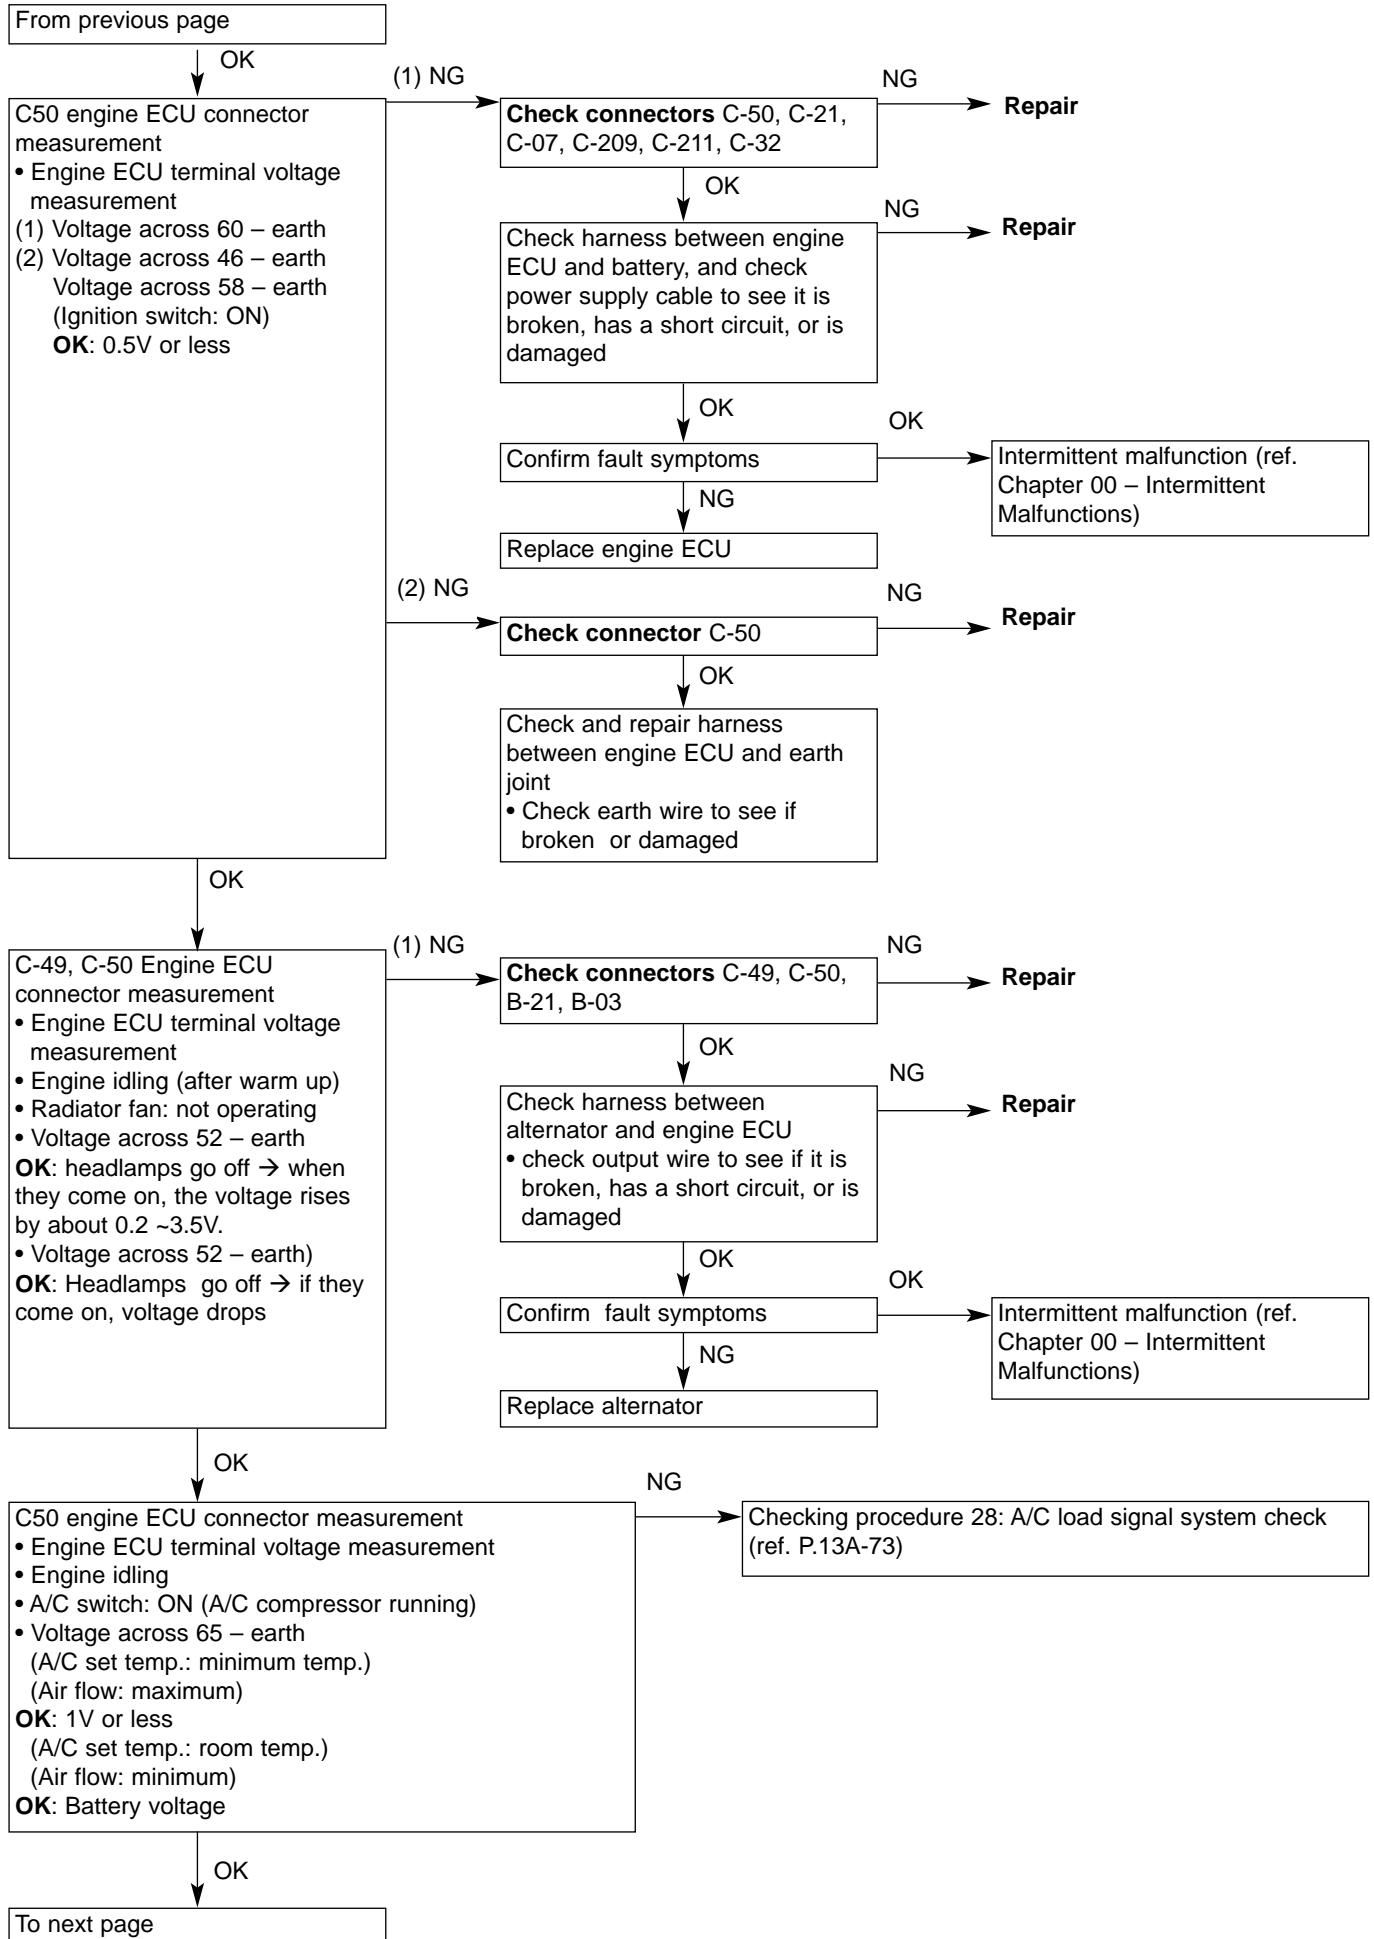 From previous page
OK
C50 engine ECU connector
measurement
• Engine ECU terminal voltage
measurement
(1) Voltage across 60 – earth
(2) Voltage across 46 – earth
Voltage across 58 – earth
(Ignition switch: ON)
OK: 0.5V or less
(1) NG
Check connectors C-50, C-21,
C-07, C-209, C-211, C-32
NG
Repair
OK
Check harness between engine
ECU and battery, and check
power supply cable to see it is
broken, has a short circuit, or is
damaged
NG
Repair
OK
Confirm fault symptoms
OK
Intermittent malfunction (ref.
Chapter 00 – Intermittent
Malfunctions)
NG
Replace engine ECU
(2) NG
Check connector C-50
NG
Repair
OK
Check and repair harness
between engine ECU and earth
joint
• Check earth wire to see if
broken  or damaged
OK
C-49, C-50 Engine ECU
connector measurement
• Engine ECU terminal voltage
measurement
• Engine idling (after warm up)
• Radiator fan: not operating
• Voltage across 52 – earth
OK: headlamps go off → when
they come on, the voltage rises
by about 0.2 ~3.5V.
• Voltage across 52 – earth)
OK: Headlamps  go off → if they
come on, voltage drops
(1) NG
Check connectors C-49, C-50,
B-21, B-03
NG
Repair
OK
Check harness between
alternator and engine ECU
• check output wire to see if it is
broken, has a short circuit, or is
damaged
NG
Repair
OK
Confirm  fault symptoms
OK
Intermittent malfunction (ref.
Chapter 00 – Intermittent
Malfunctions)
NG
Replace alternator
OK
C50 engine ECU connector measurement
• Engine ECU terminal voltage measurement
• Engine idling
• A/C switch: ON (A/C compressor running)
• Voltage across 65 – earth
(A/C set temp.: minimum temp.)
(Air flow: maximum)
OK: 1V or less
(A/C set temp.: room temp.)
(Air flow: minimum)
OK: Battery voltage
NG
Checking procedure 28: A/C load signal system check
(ref. P.13A-73)
OK
To next page